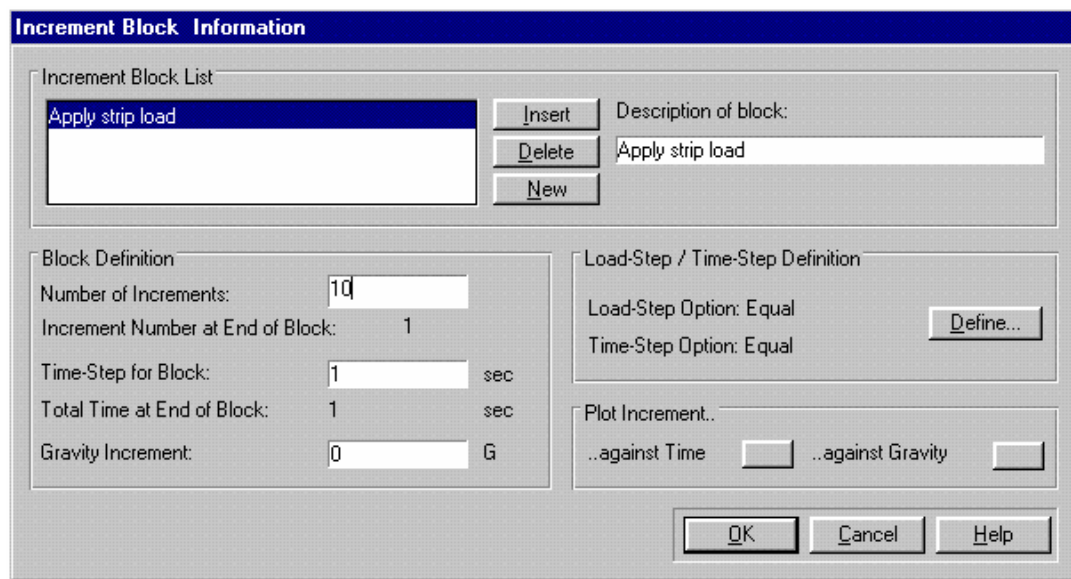 Increment Block Information
Increment Block List
Apply strip load
Insert
Delete
New
Description of block:
Apply strip load
Block Definition
Number of Increments: 10
Increment Number at End of Block: 1
Time-Step for Block: 1 sec
Total Time at End of Block: 1 sec
Gravity Increment: 0 G
Load-Step / Time-Step Definition
Load-Step Option: Equal
Time-Step Option: Equal
Define...
Plot Increment..
..against Time ..against Gravity
OK Cancel Help